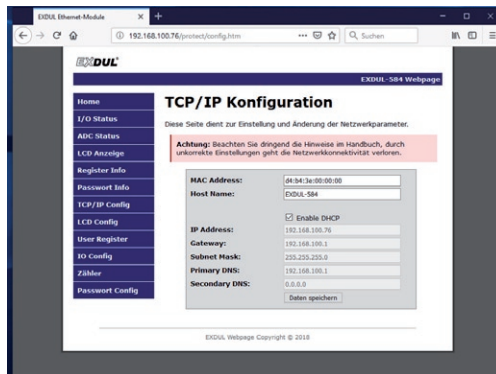 EXDUL Ethernet-Module
192.168.100.76/protect/config.htm
Suchen
EXDUL
EXDUL-584 Webpage
Home
I/O Status
ADC Status
LCD Anzeige
Register Info
Passwort Info
TCP/IP Config
LCD Config
User Register
IO Config
Zähler
Passwort Config
TCP/IP Konfiguration
Diese Seite dient zur Einstellung und Änderung der Netzwerkparameter.
Achtung: Beachten Sie dringend die Hinweise im Handbuch, durch
unkorrekte Einstellungen geht die Netzwerkkonnektivität verloren.
MAC Address: d4:b4:3e:00:00:00
Host Name: EXDUL-584
Enable DHCP
IP Address: 192.168.100.76
Gateway: 192.168.100.1
Subnet Mask: 255.255.255.0
Primary DNS: 192.168.100.1
Secondary DNS: 0.0.0.0
Daten speichern
EXDUL Webpage Copyright © 2018